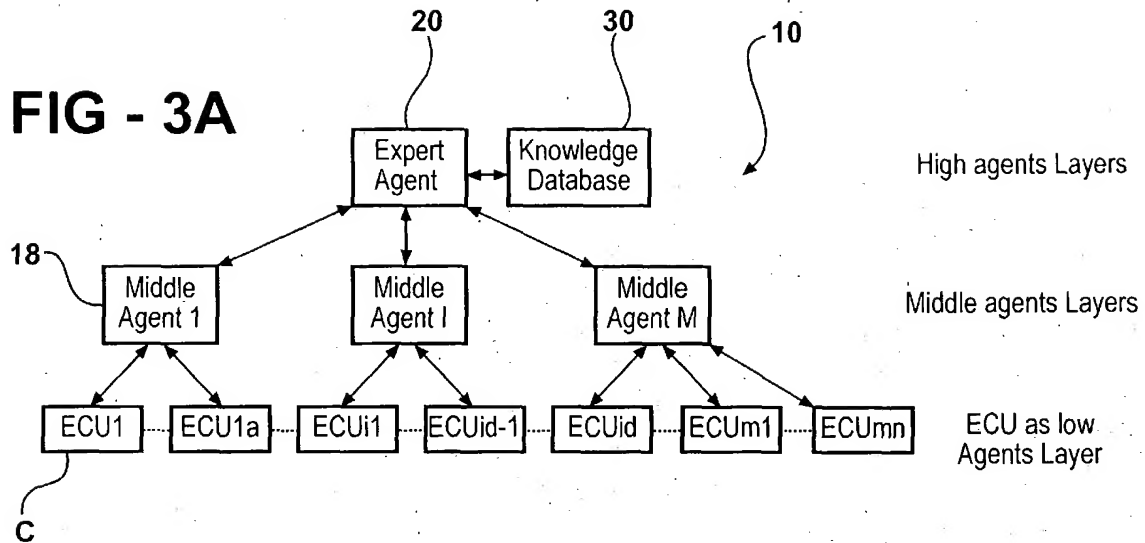 20
30
10
FIG - 3A
Expert
Agent
Knowledge
Database
High agents Layers
18
Middle
Agent 1
Middle
Agent I
Middle
Agent M
Middle agents Layers
ECU1
ECU1a
ECUi1
ECUid-1
ECUid
ECUm1
ECUmn
ECU as low
Agents Layer
C